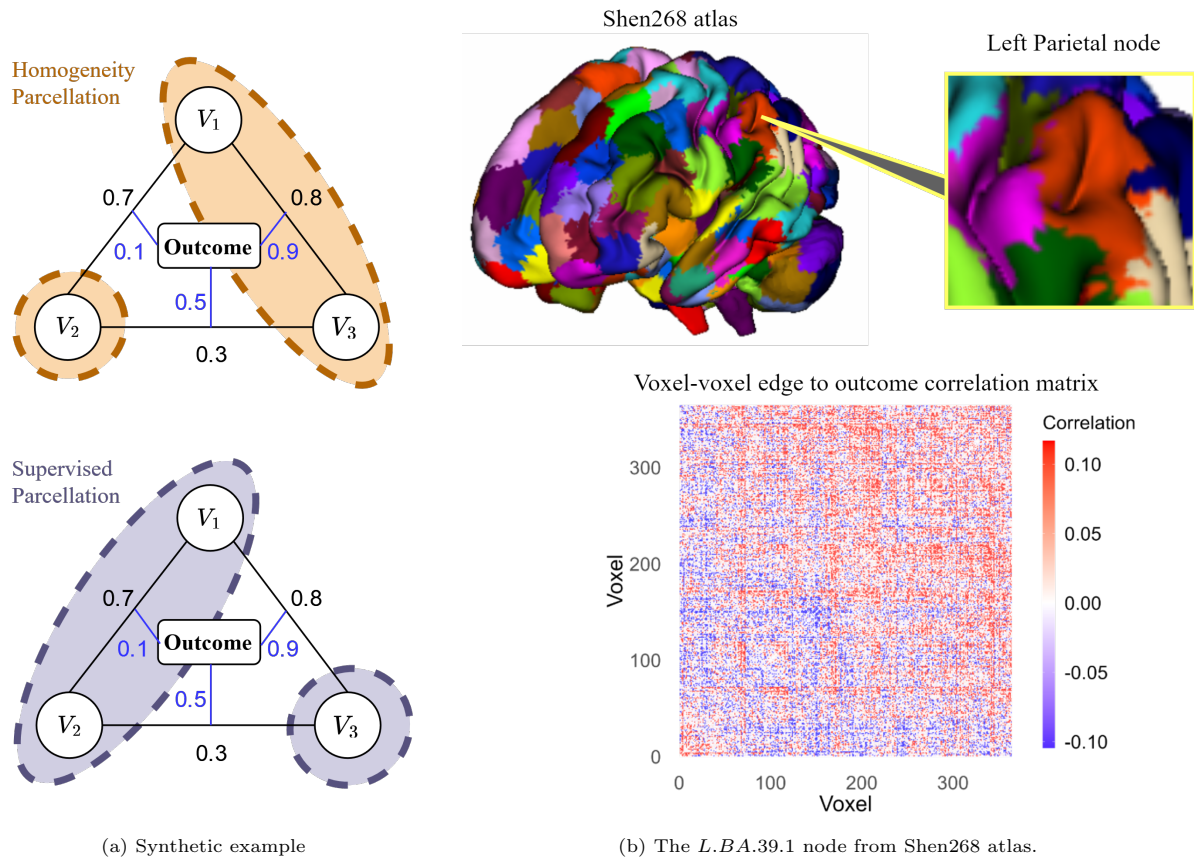 Homogeneity
Parcellation
V1
0.7
0.8
Outcome
0.1
0.9
0.5
V2
V3
0.3
Supervised
Parcellation
V1
0.7
0.8
Outcome
0.1
0.9
0.5
V2
V3
0.3
(a) Synthetic example
Shen268 atlas
Left Parietal node
Voxel-voxel edge to outcome correlation matrix
Correlation
0.10
0.05
0.00
-0.05
-0.10
Voxel
300
200
100
0
0 100 200 300
Voxel
(b) The L.BA.39.1 node from Shen268 atlas.